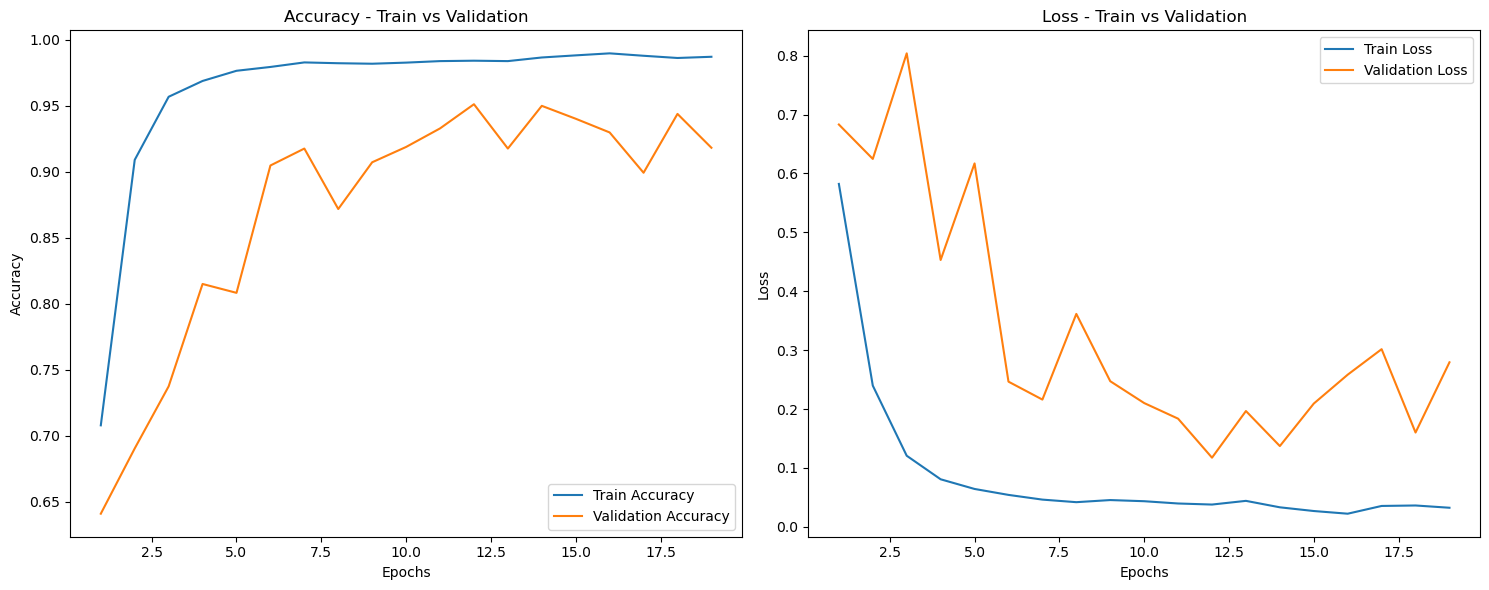 Accuracy - Train vs Validation
1.00
0.95
0.90
0.85
0.80
0.75
0.70
0.65
Accuracy
2.5 5.0 7.5 10.0 12.5 15.0 17.5
Epochs
Train Accuracy
Validation Accuracy
Loss - Train vs Validation
0.8
0.7
0.6
0.5
0.4
0.3
0.2
0.1
0.0
Loss
2.5 5.0 7.5 10.0 12.5 15.0 17.5
Epochs
Train Loss
Validation Loss